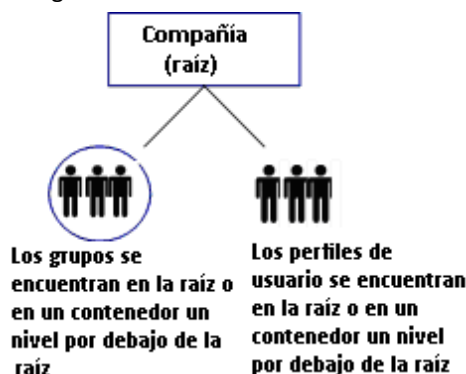 Compañía
(raíz)
Los grupos se
encuentran en la raíz o
en un contenedor un
nivel por debajo de la
raíz
Los perfiles de
usuario se encuentran
en la raíz o en un
contenedor un nivel
por debajo de la raíz